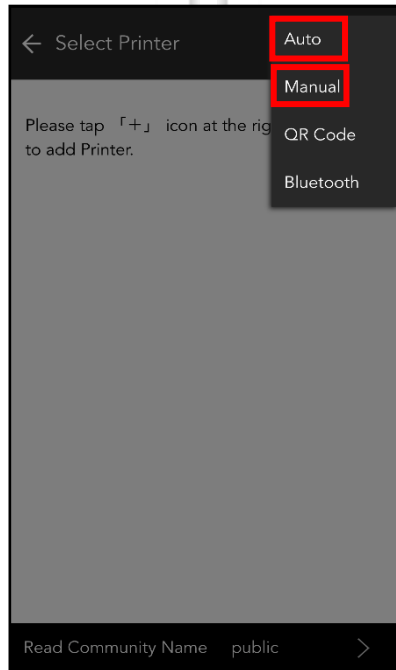 Select Printer
Auto
Manual
QR Code
Bluetooth
Please tap 「+」 icon at the rig
to add Printer.
Read Community Name public